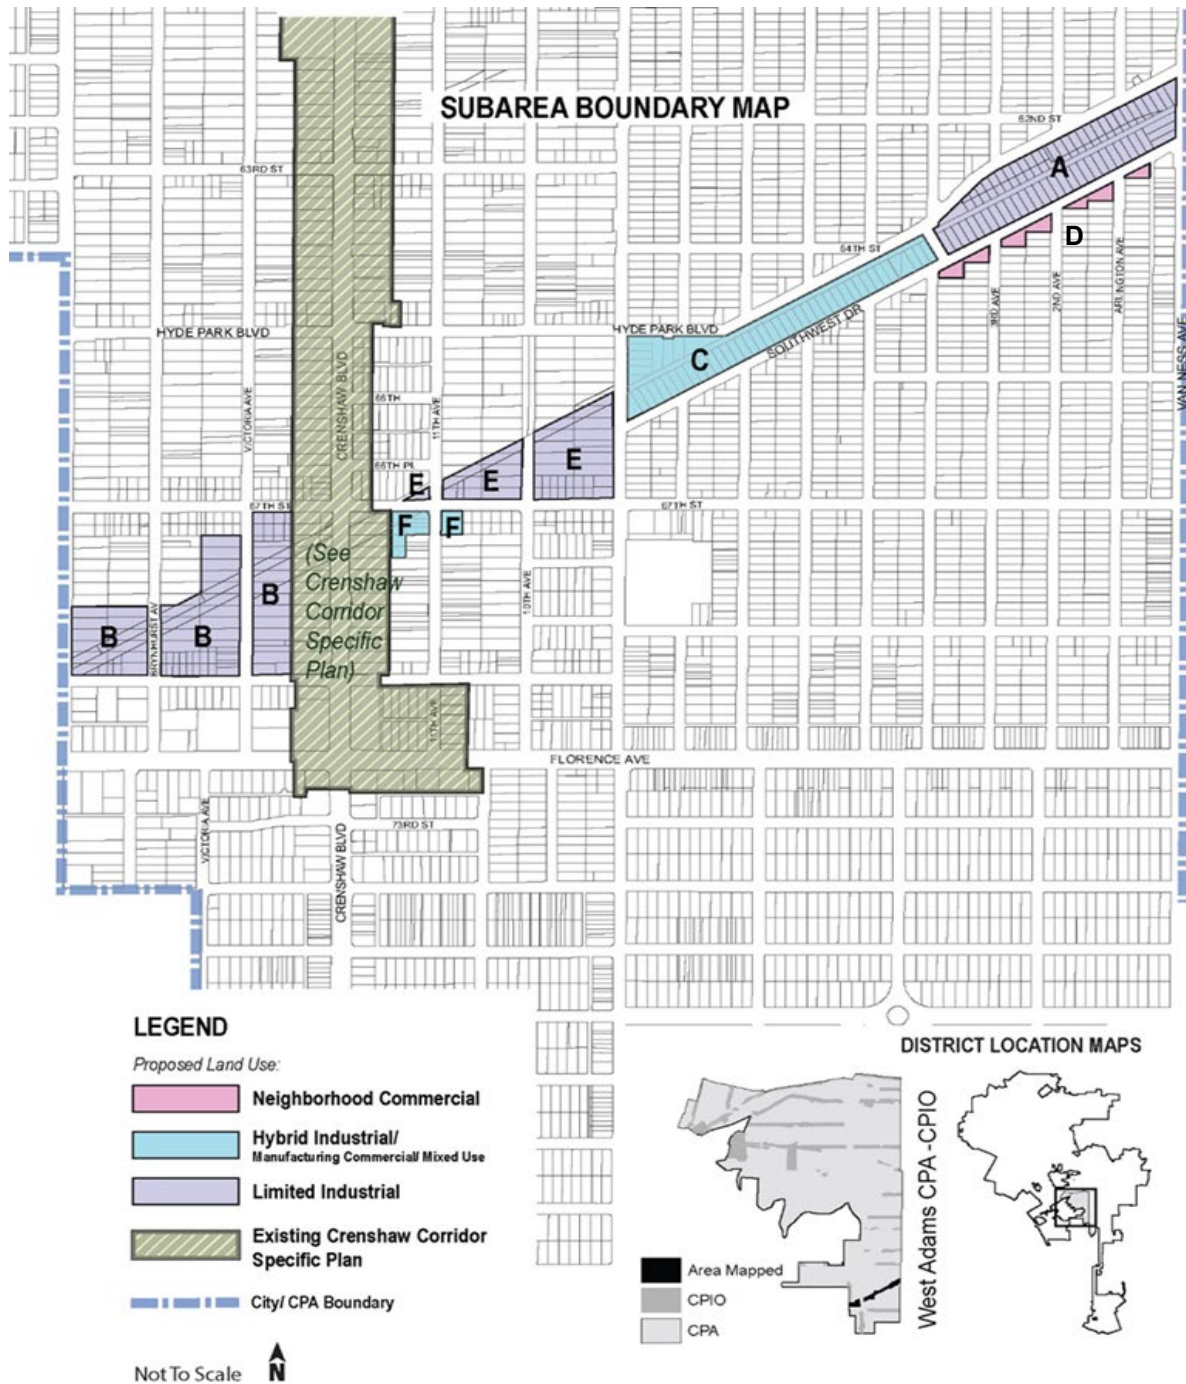 SUBAREA BOUNDARY MAP
62ND ST
63RD ST
A
D
64TH ST
ARLINGTON AVE
2ND AVE
3RD AVE
VAN NESS AVE
HYDE PARK BLVD
HYDE PARK BLVD
SOUTHWEST DR
C
CRENSHAW BLVD
VICTORIA AVE
66TH
11TH AVE
66TH PL
E
E
E
67TH ST
67TH ST
F
F
(See
Crenshaw
Corridor
Specific
Plan)
B
B
B
BRYNHURST AV
10TH AVE
11TH AVE
FLORENCE AVE
VICTORIA AVE
73RD ST
CRENSHAW BLVD
LEGEND
Proposed Land Use:
Neighborhood Commercial
Hybrid Industrial/
Manufacturing Commercial/ Mixed Use
Limited Industrial
Existing Crenshaw Corridor
Specific Plan
City/ CPA Boundary
Not To Scale
N
DISTRICT LOCATION MAPS
West Adams CPA -CPIO
Area Mapped
CPIO
CPA